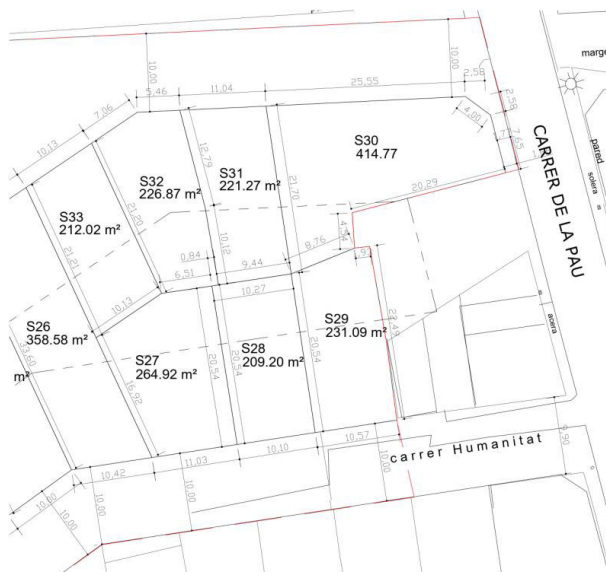 10,00
10,00
2,58
5,46
11,04
25,55
marge
7,06
10,13
4,00
2,58
7,65
S30
414.77
12,79
S31
221.27 m²
S32
226.87 m²
21,70
CARRER DE LA PAU
pared
solera
20,29
S33
212.02 m²
21,20
21,21
4,54
8,76
10,12
0,84
9,44
6,51
10,27
10,13
S29
231.09 m²
22,49
S26
358.58 m²
m²
33,60
S27
264.92 m²
S28
209.20 m²
20,54
20,54
20,54
16,92
acera
10,57
10,10
11,03
10,42
carrer Humanitat
9,90
10,00
10,00
10,00
10,00
10,00